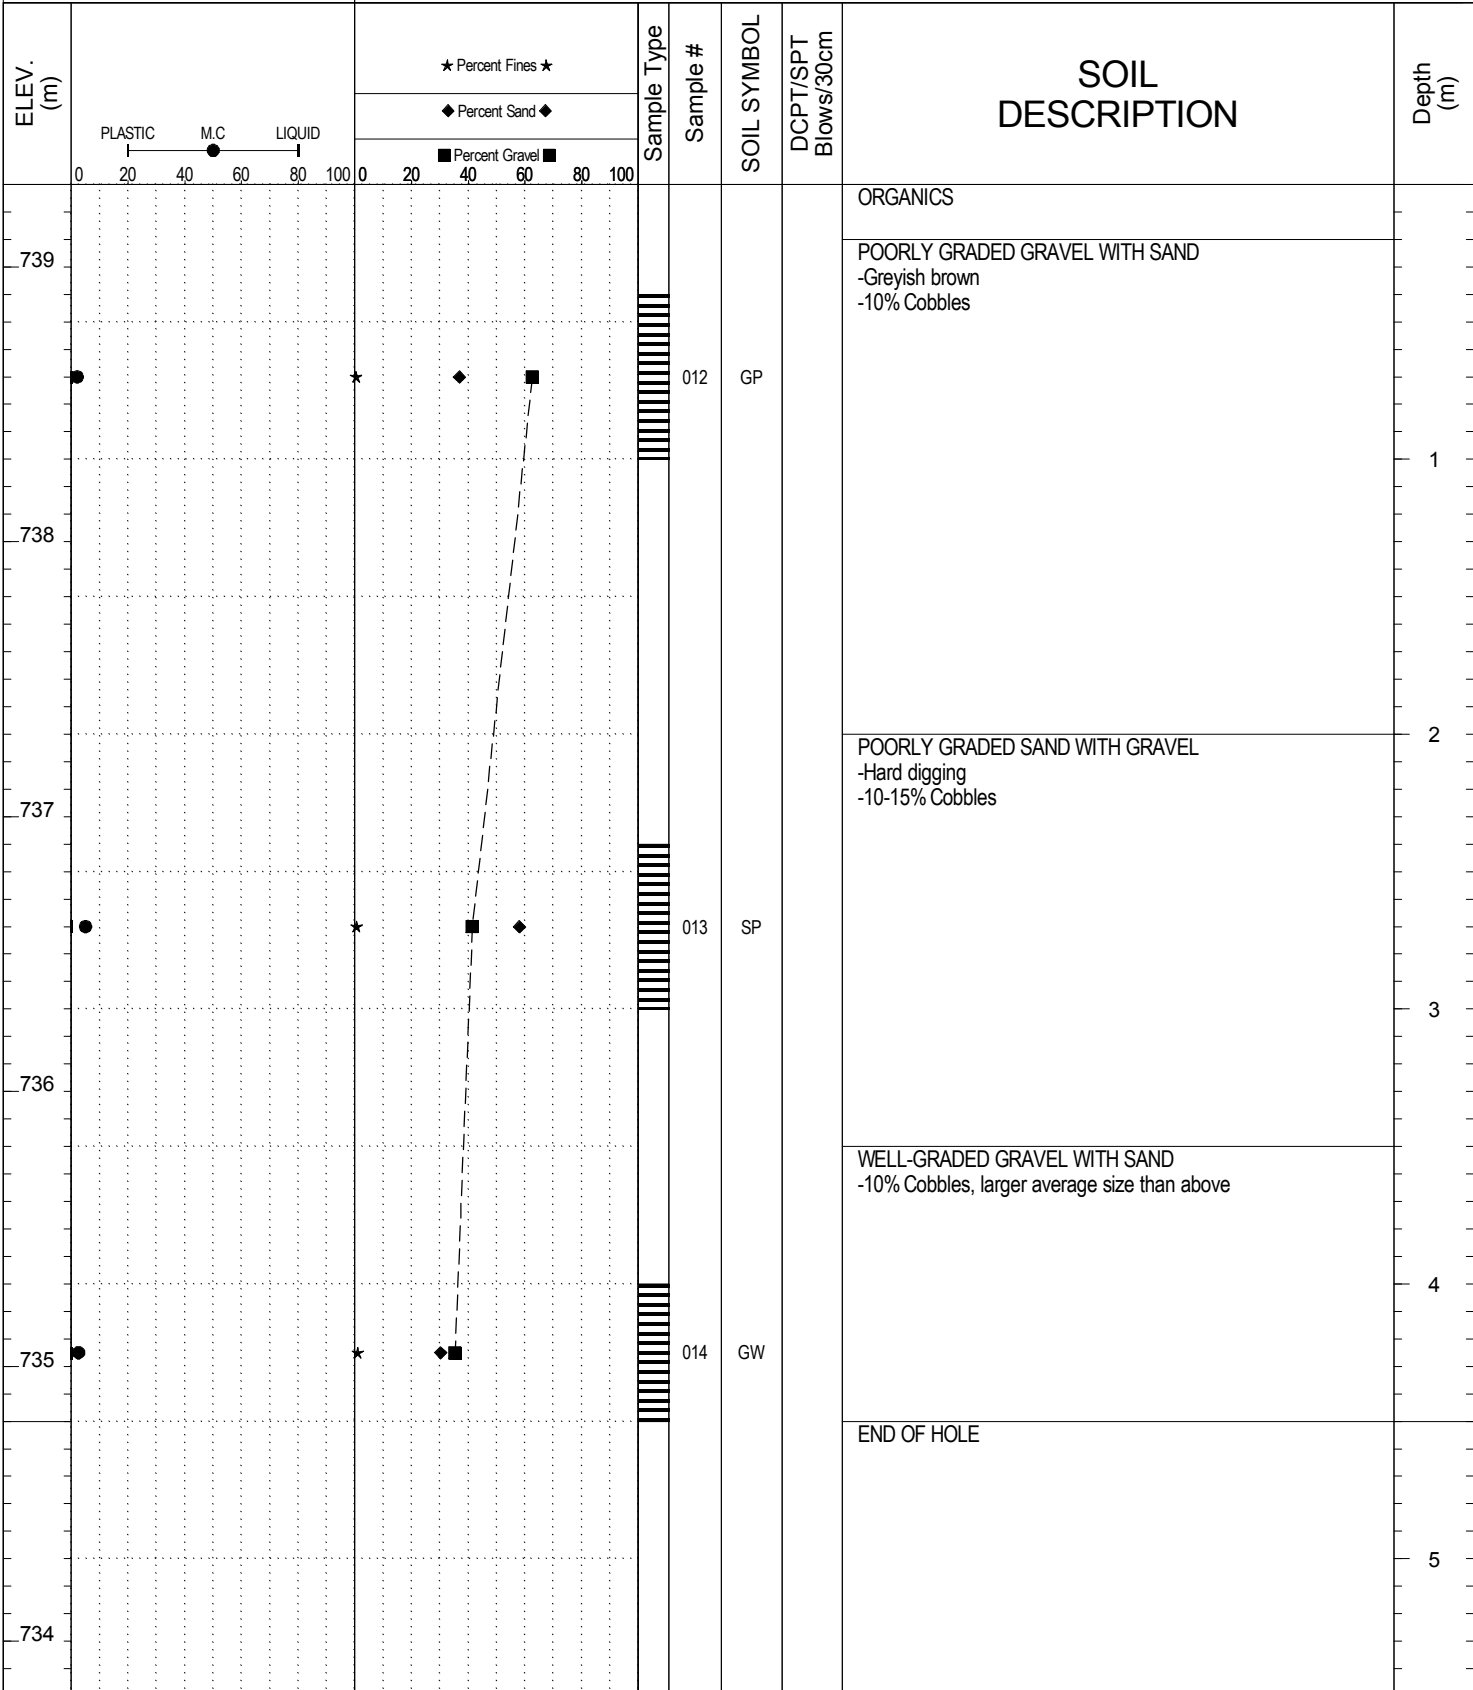 ELEV.
(m)
PLASTIC M.C LIQUID
0 20 40 60 80 100
★ Percent Fines ★
◆ Percent Sand ◆
■ Percent Gravel ■
0 20 40 60 80 100
Sample Type
Sample #
SOIL SYMBOL
DCPT/SPT
Blows/30cm
SOIL
DESCRIPTION
Depth
(m)
ORGANICS
739
POORLY GRADED GRAVEL WITH SAND
-Greyish brown
-10% Cobbles
012 GP
1
738
2
POORLY GRADED SAND WITH GRAVEL
-Hard digging
-10-15% Cobbles
737
013 SP
3
736
WELL-GRADED GRAVEL WITH SAND
-10% Cobbles, larger average size than above
4
735
014 GW
END OF HOLE
5
734